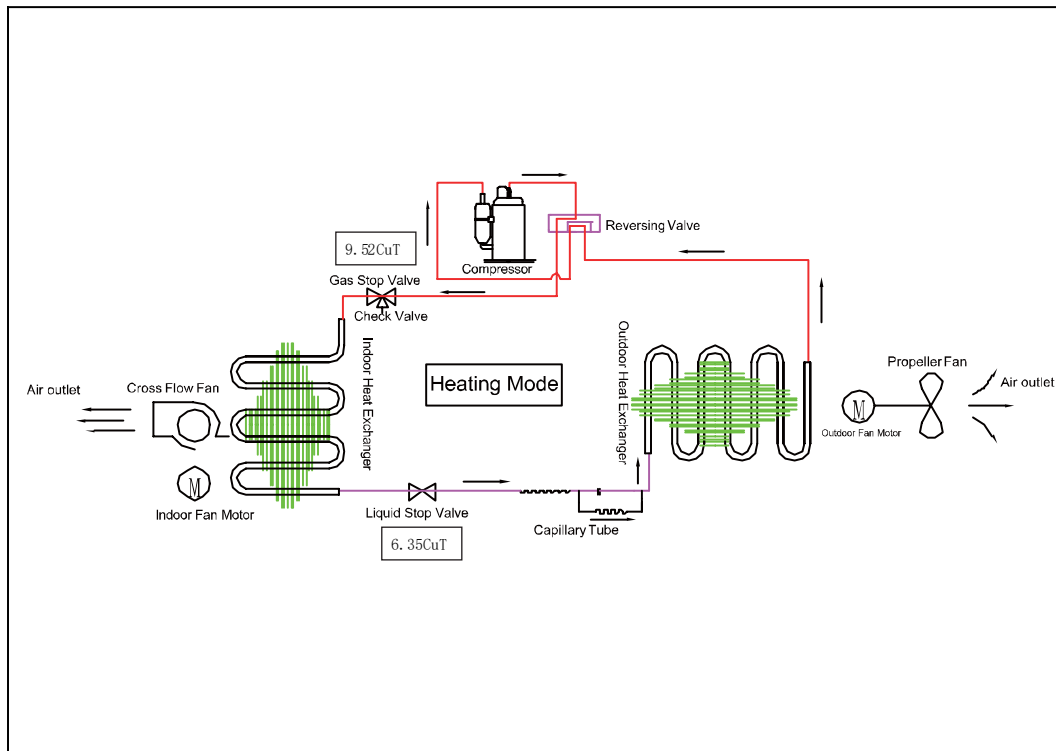 Reversing Valve
9.52CuT
Compressor
Gas Stop Valve
Check Valve
Indoor Heat Exchanger
Outdoor Heat Exchanger
Heating Mode
Air outlet
Cross Flow Fan
M
Indoor Fan Motor
Propeller Fan
Air outlet
M
Outdoor Fan Motor
Liquid Stop Valve
6.35CuT
Capillary Tube